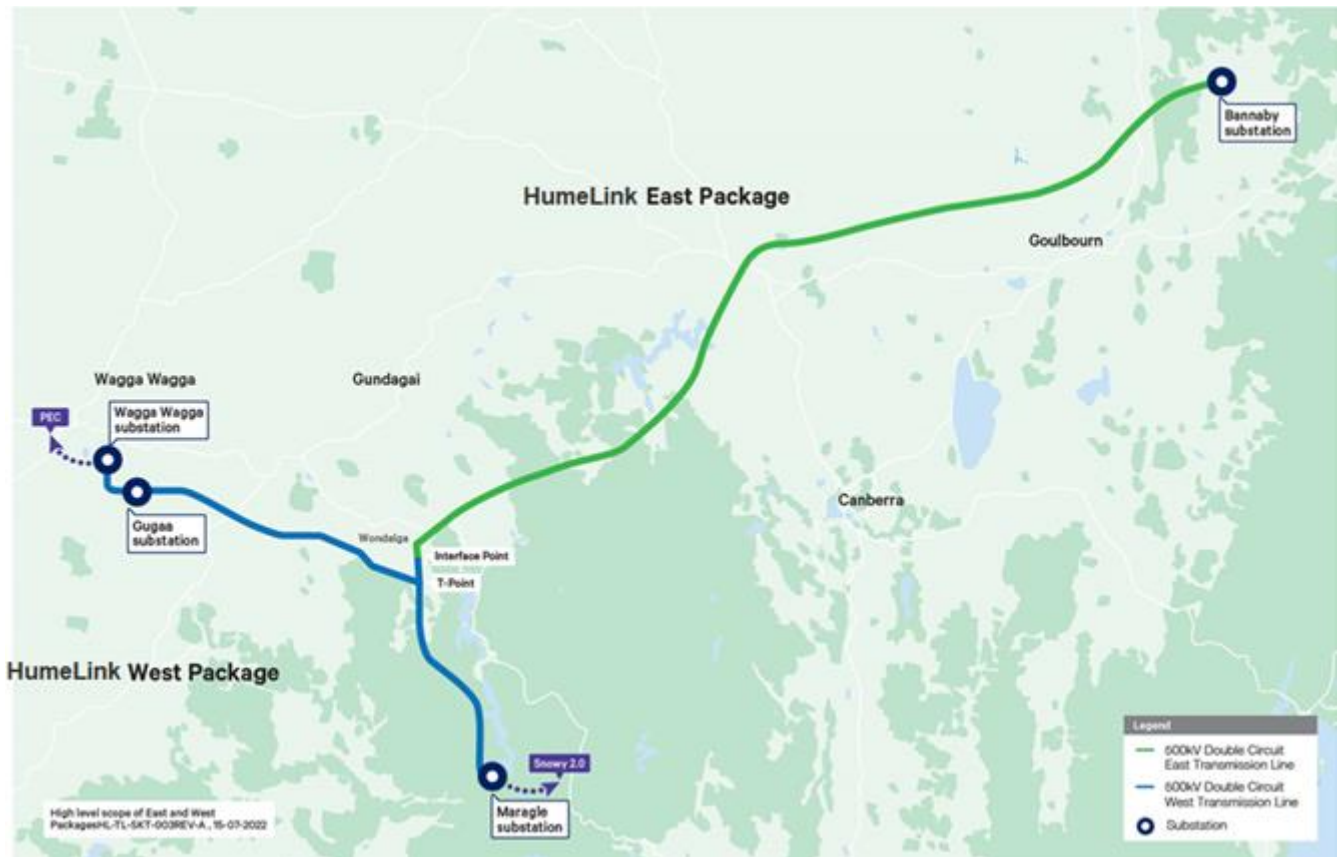 Bannaby
substation
HumeLink East Package
Goulbourn
Wagga Wagga
Gundagai
PEC
Wagga Wagga
substation
Gugaa
substation
Canberra
Wondalga
Interface Point
T-Point
HumeLink West Package
Snowy 2.0
Maragle
substation
Legend
500kV Double Circuit
East Transmission Line
500kV Double Circuit
West Transmission Line
Substation
High level scope of East and West
PackagesHL-TL-SKT-003REV-A., 15-07-2022